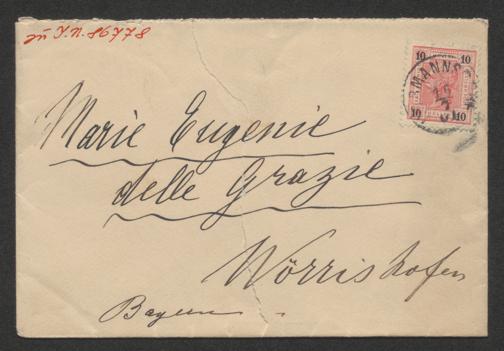 zu I.N. 86778
10 10
10 10
Marie Eugenie
delle Grazie
Wörrishofen
Bayern